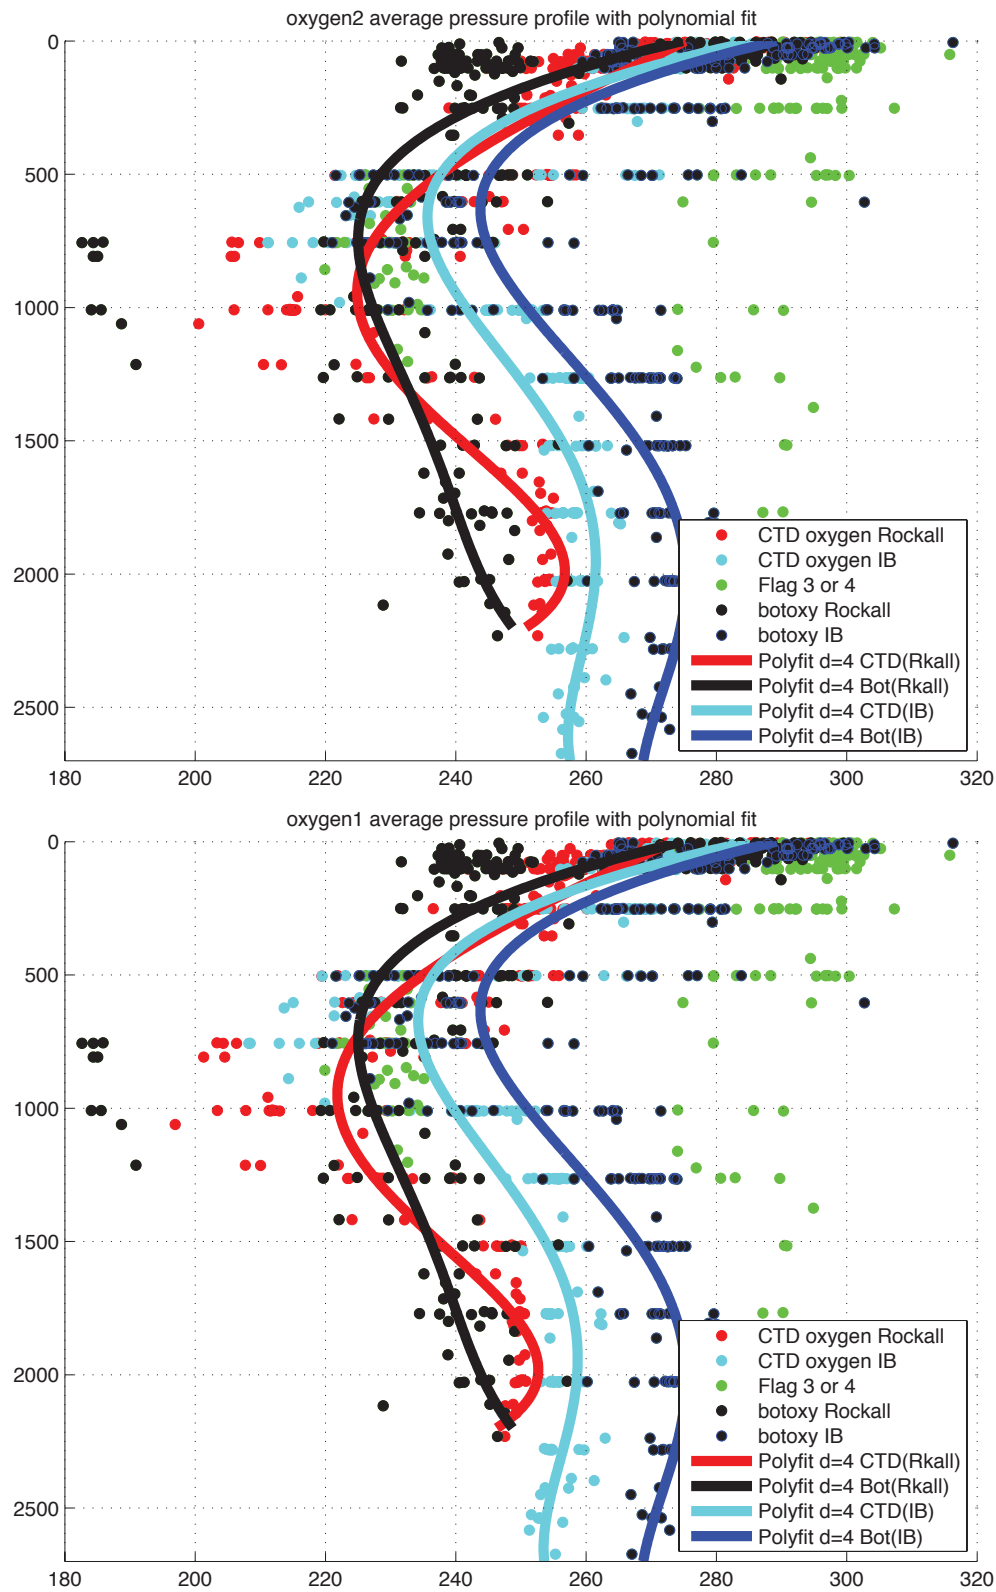 oxygen2 average pressure profile with polynomial fit
0
500
1000
1500
2000
2500
180 200 220 240 260 280 300 320
CTD oxygen Rockall
CTD oxygen IB
Flag 3 or 4
botoxy Rockall
botoxy IB
Polyfit d=4 CTD(Rkall)
Polyfit d=4 Bot(Rkall)
Polyfit d=4 CTD(IB)
Polyfit d=4 Bot(IB)
oxygen1 average pressure profile with polynomial fit
0
500
1000
1500
2000
2500
180 200 220 240 260 280 300 320
CTD oxygen Rockall
CTD oxygen IB
Flag 3 or 4
botoxy Rockall
botoxy IB
Polyfit d=4 CTD(Rkall)
Polyfit d=4 Bot(Rkall)
Polyfit d=4 CTD(IB)
Polyfit d=4 Bot(IB)